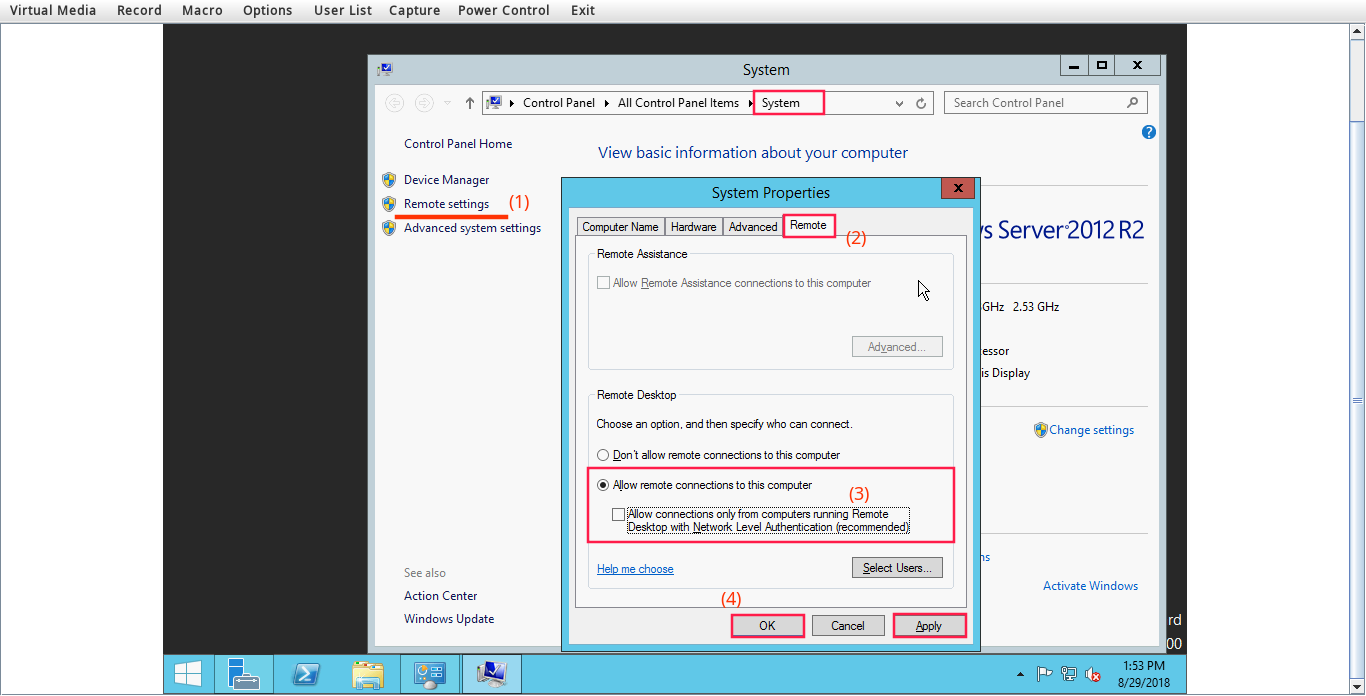 Virtual Media Record Macro Options User List Capture Power Control Exit
System
Control Panel All Control Panel Items System
Search Control Panel
Control Panel Home
View basic information about your computer
Device Manager
Remote settings (1)
Advanced system settings
System Properties
Computer Name Hardware Advanced Remote
(2)
s Server 2012 R2
Remote Assistance
Allow Remote Assistance connections to this computer
GHz 2.53 GHz
Advanced...
essor
is Display
Remote Desktop
Choose an option, and then specify who can connect.
Change settings
Don't allow remote connections to this computer
Allow remote connections to this computer
(3)
Allow connections only from computers running Remote
Desktop with Network Level Authentication (recommended)
ns
Help me choose
Select Users...
See also
Action Center
Windows Update
Activate Windows
(4)
OK Cancel Apply
rd
00
1:53 PM
8/29/2018